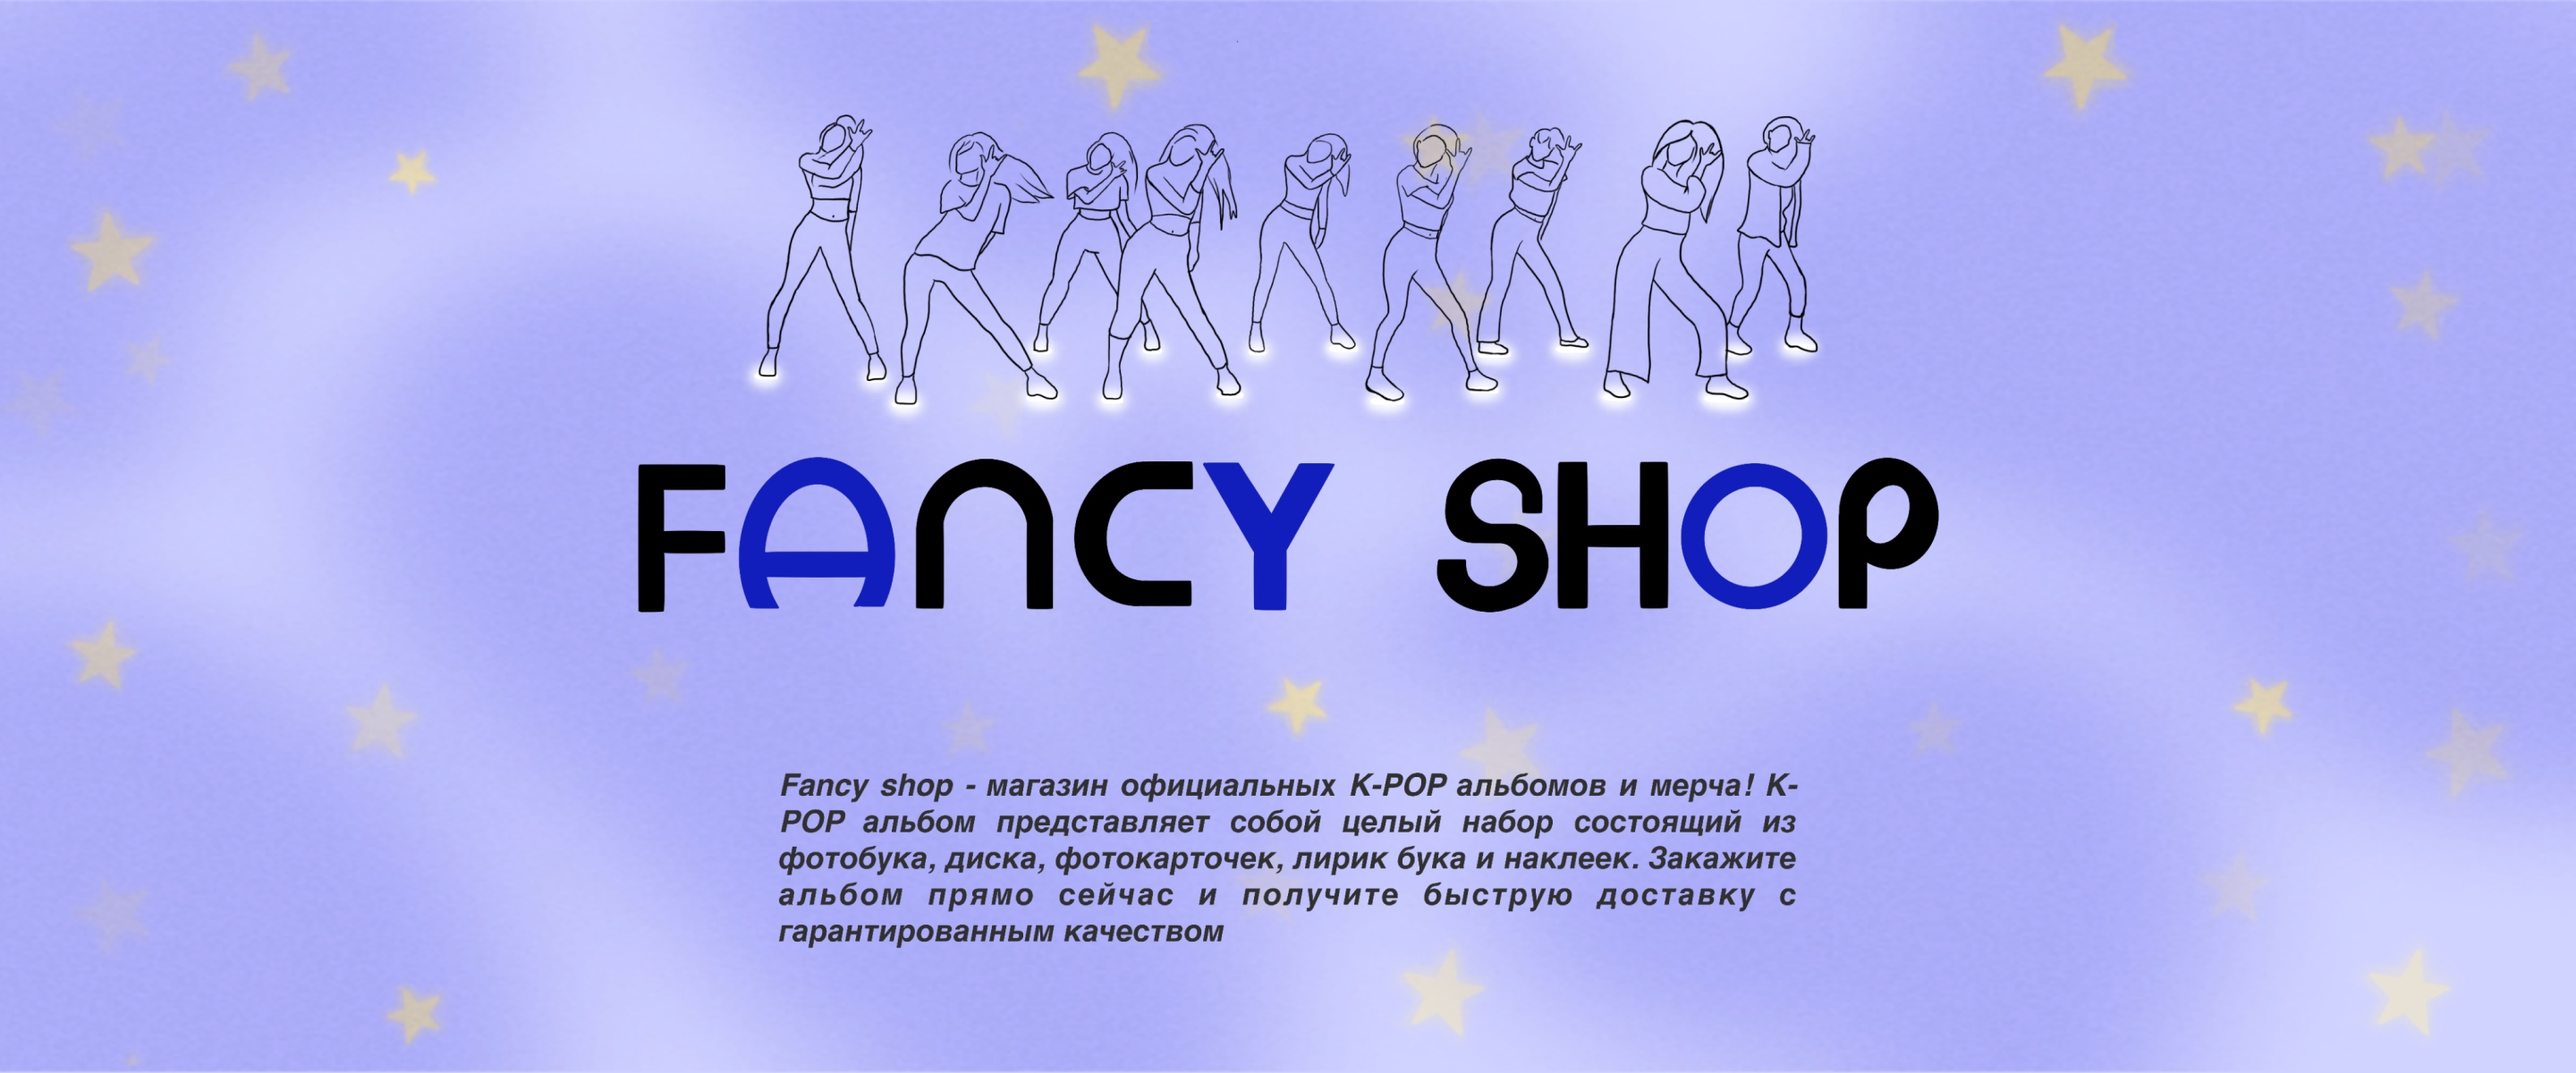 FANCY SHOP
Fancy shop - магазин официальных K-POP альбомов и мерча! K-
POP альбом представляет собой целый набор состоящий из
фотобука, диска, фотокарточек, лирик бука и наклеек. Закажите
альбом прямо сейчас и получите быструю доставку с
гарантированным качеством